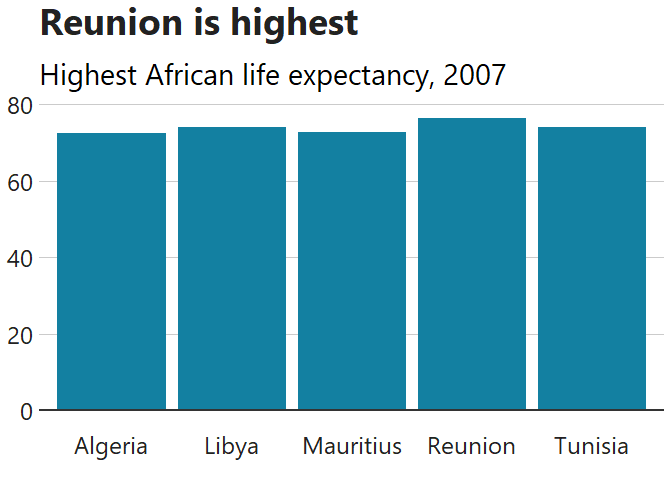 Reunion is highest
Highest African life expectancy, 2007
80
60
40
20
0
Algeria Libya Mauritius Reunion Tunisia